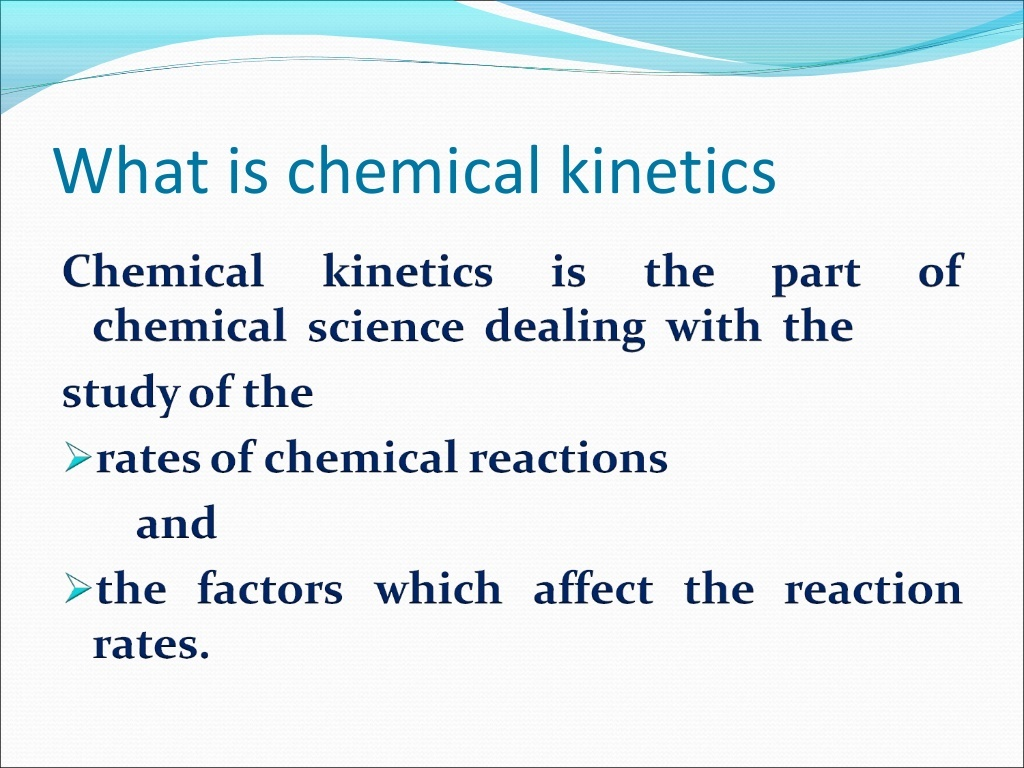 What is chemical kinetics
Chemical kinetics is the part of
chemical science dealing with the
study of the
rates of chemical reactions
and
the factors which affect the reaction
rates.